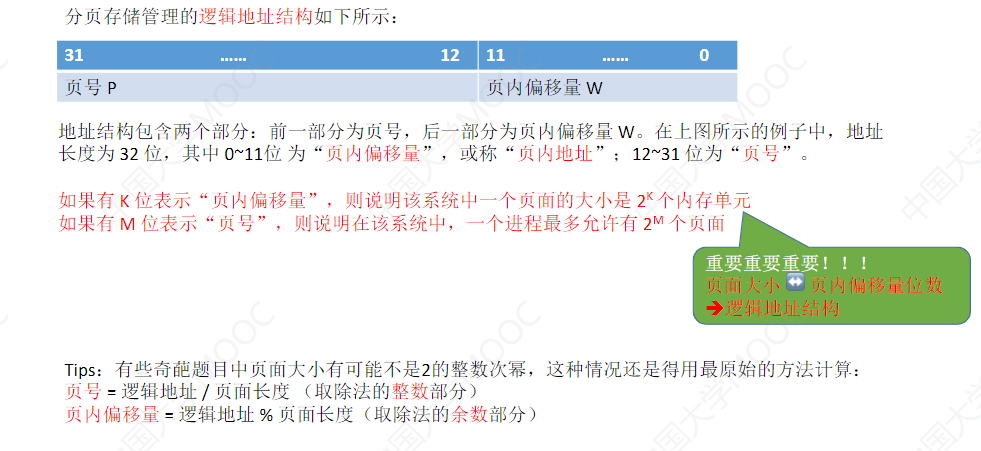 分页存储管理的逻辑地址结构如下所示：
31 …… 12 11 …… 0
页号 P 页内偏移量 W
地址结构包含两个部分：前一部分为页号，后一部分为页内偏移量 W。在上图所示的例子中，地址
长度为 32 位，其中 0~11位 为“页内偏移量”，或称“页内地址”；12~31 位为“页号”。
如果有 K 位表示“页内偏移量”，则说明该系统中一个页面的大小是 2ᴷ 个内存单元
如果有 M 位表示“页号”，则说明在该系统中，一个进程最多允许有 2ᴹ 个页面
重要重要重要！！！
页面大小 ↔ 页内偏移量位数
➔逻辑地址结构
Tips：有些奇葩题目中页面大小有可能不是2的整数次幂，这种情况还是得用最原始的方法计算：
页号 = 逻辑地址 / 页面长度 （取除法的整数部分）
页内偏移量 = 逻辑地址 % 页面长度（取除法的余数部分）
中国大学MOOC